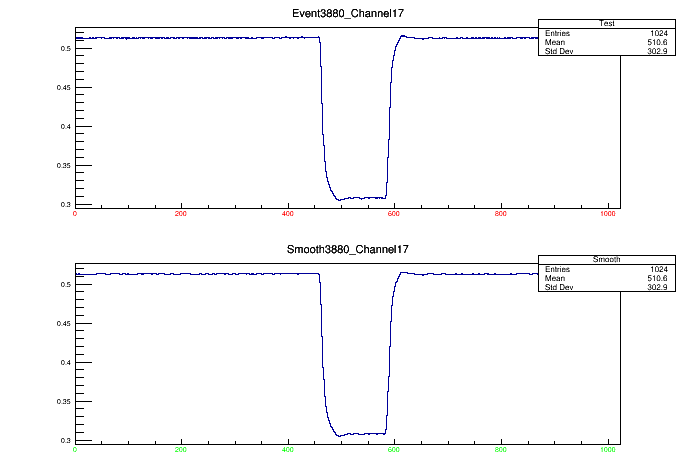 Event3880_Channel17
Test
Entries 1024
Mean 510.6
Std Dev 302.9
0.5
0.45
0.4
0.35
0.3
0 200 400 600 800 1000
Smooth3880_Channel17
Smooth
Entries 1024
Mean 510.6
Std Dev 302.9
0.5
0.45
0.4
0.35
0.3
0 200 400 600 800 1000